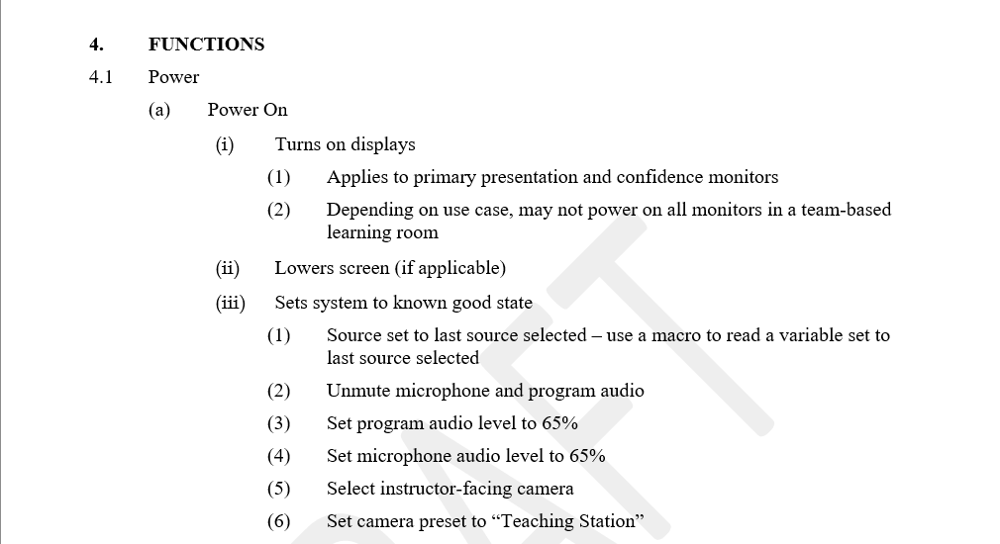 4. FUNCTIONS
4.1 Power
(a) Power On
(i) Turns on displays
(1) Applies to primary presentation and confidence monitors
(2) Depending on use case, may not power on all monitors in a team-based
learning room
(ii) Lowers screen (if applicable)
(iii) Sets system to known good state
(1) Source set to last source selected – use a macro to read a variable set to
last source selected
(2) Unmute microphone and program audio
(3) Set program audio level to 65%
(4) Set microphone audio level to 65%
(5) Select instructor-facing camera
(6) Set camera preset to “Teaching Station”